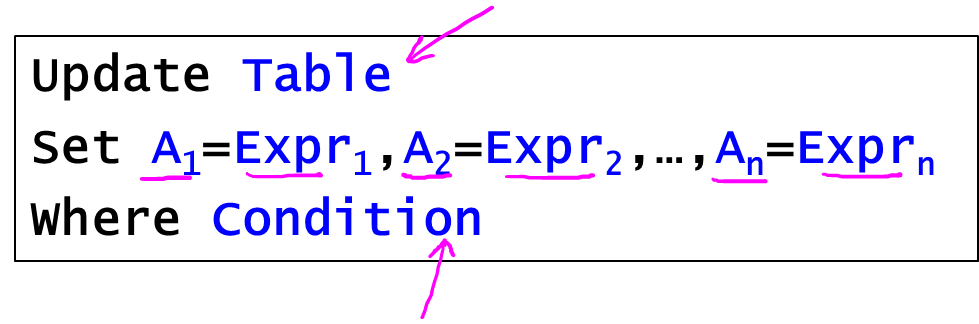 Update Table
Set A₁=Expr₁,A₂=Expr₂,…,Aₙ=Exprₙ
Where Condition